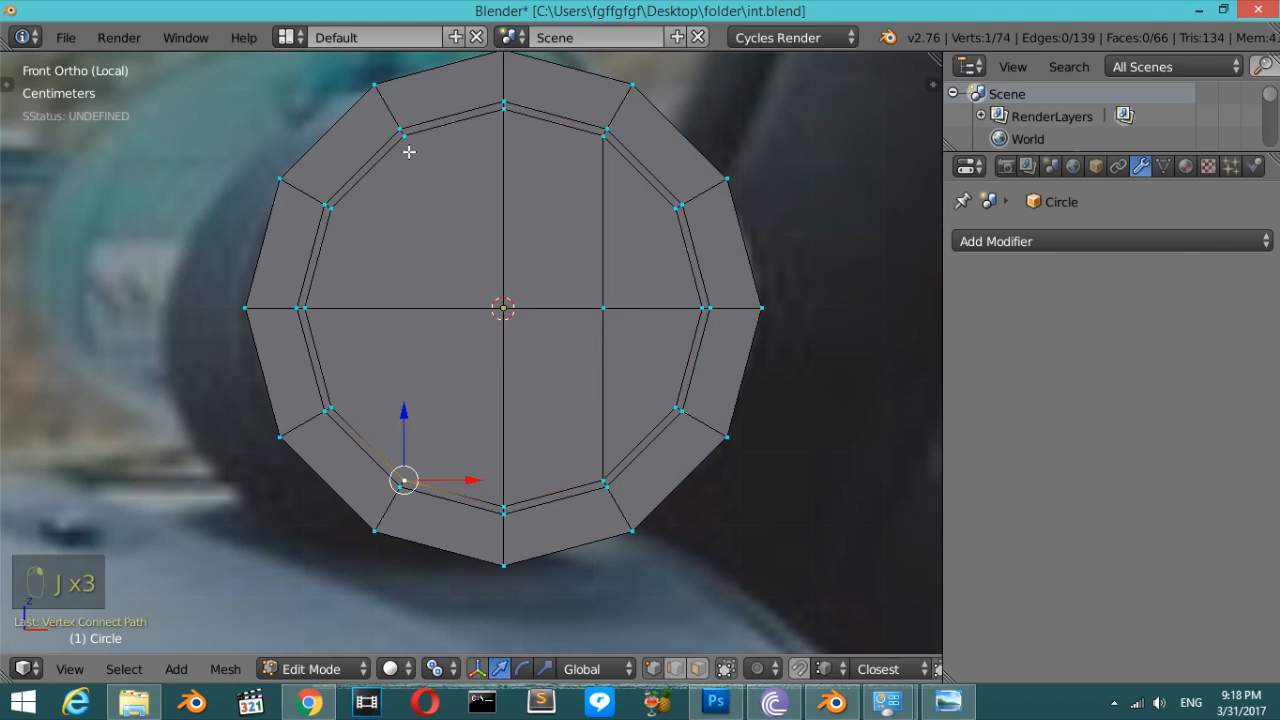 Blender* [C:\Users\fgffgfgf\Desktop\folder\int.blend]
File Render Window Help Default Scene Cycles Render v2.76 | Verts:1/74 | Edges:0/139 | Faces:0/66 | Tris:134 | Mem:4
Front Ortho (Local)
Centimeters
SStatus: UNDEFINED
View Search All Scenes
Scene
RenderLayers
World
Circle
Add Modifier
J x3
z
Last: Vertex Connect Path
(1) Circle
View Select Add Mesh Edit Mode Global Closest
321
Ps
ENG
9:18 PM
3/31/2017